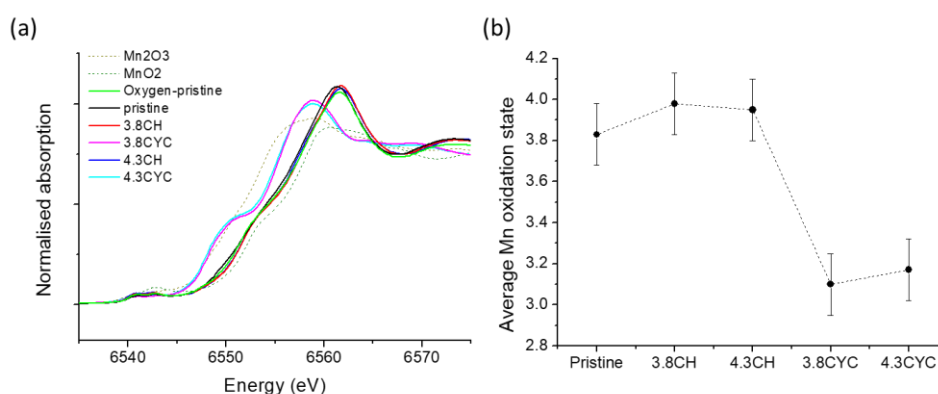 (a)
Mn2O3
MnO2
Oxygen-pristine
pristine
3.8CH
3.8CYC
4.3CH
4.3CYC
Normalised absorption
6540
6550
6560
6570
Energy (eV)
(b)
4.2
4.0
3.8
3.6
3.4
3.2
3.0
2.8
Average Mn oxidation state
Pristine
3.8CH
4.3CH
3.8CYC
4.3CYC